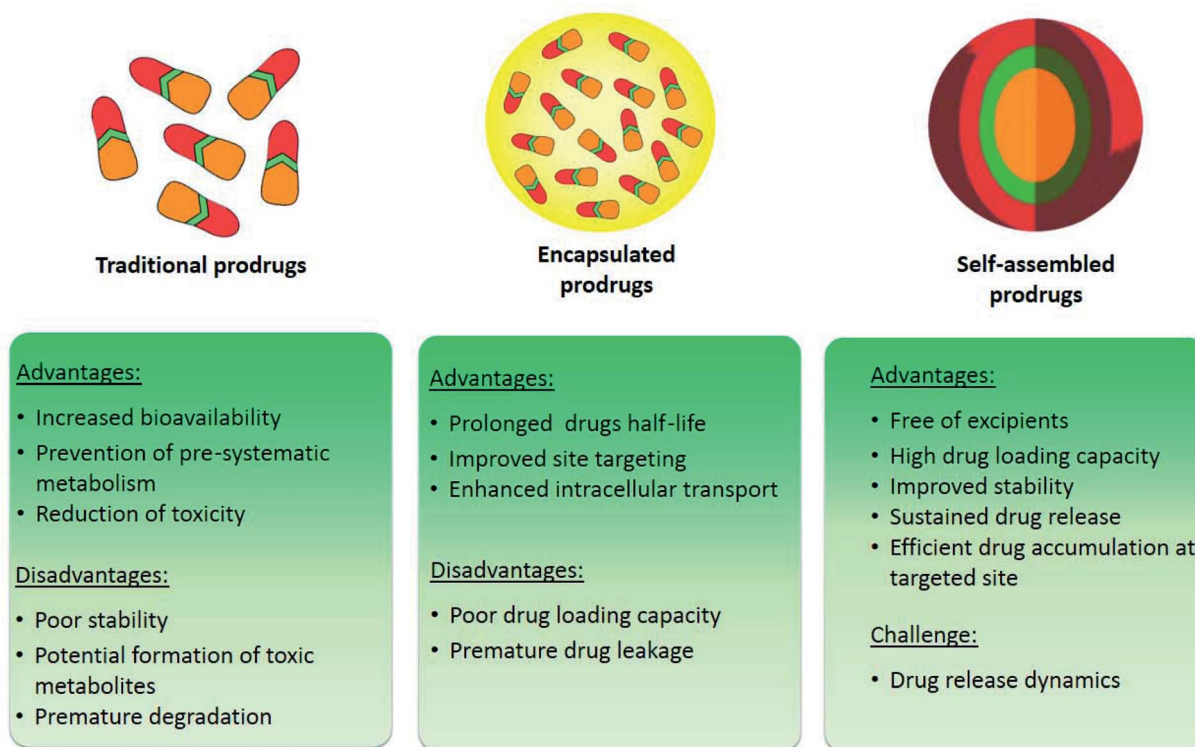 Traditional prodrugs
Encapsulated
prodrugs
Self-assembled
prodrugs
Advantages:
• Increased bioavailability
• Prevention of pre-systematic
metabolism
• Reduction of toxicity
Disadvantages:
• Poor stability
• Potential formation of toxic
metabolites
• Premature degradation
Advantages:
• Prolonged drugs half-life
• Improved site targeting
• Enhanced intracellular transport
Disadvantages:
• Poor drug loading capacity
• Premature drug leakage
Advantages:
• Free of excipients
• High drug loading capacity
• Improved stability
• Sustained drug release
• Efficient drug accumulation at
targeted site
Challenge:
• Drug release dynamics